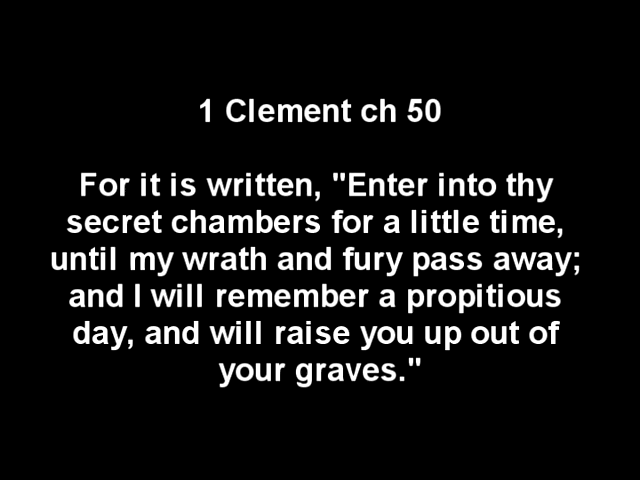 1 Clement ch 50
For it is written, "Enter into thy
secret chambers for a little time,
until my wrath and fury pass away;
and I will remember a propitious
day, and will raise you up out of
your graves."